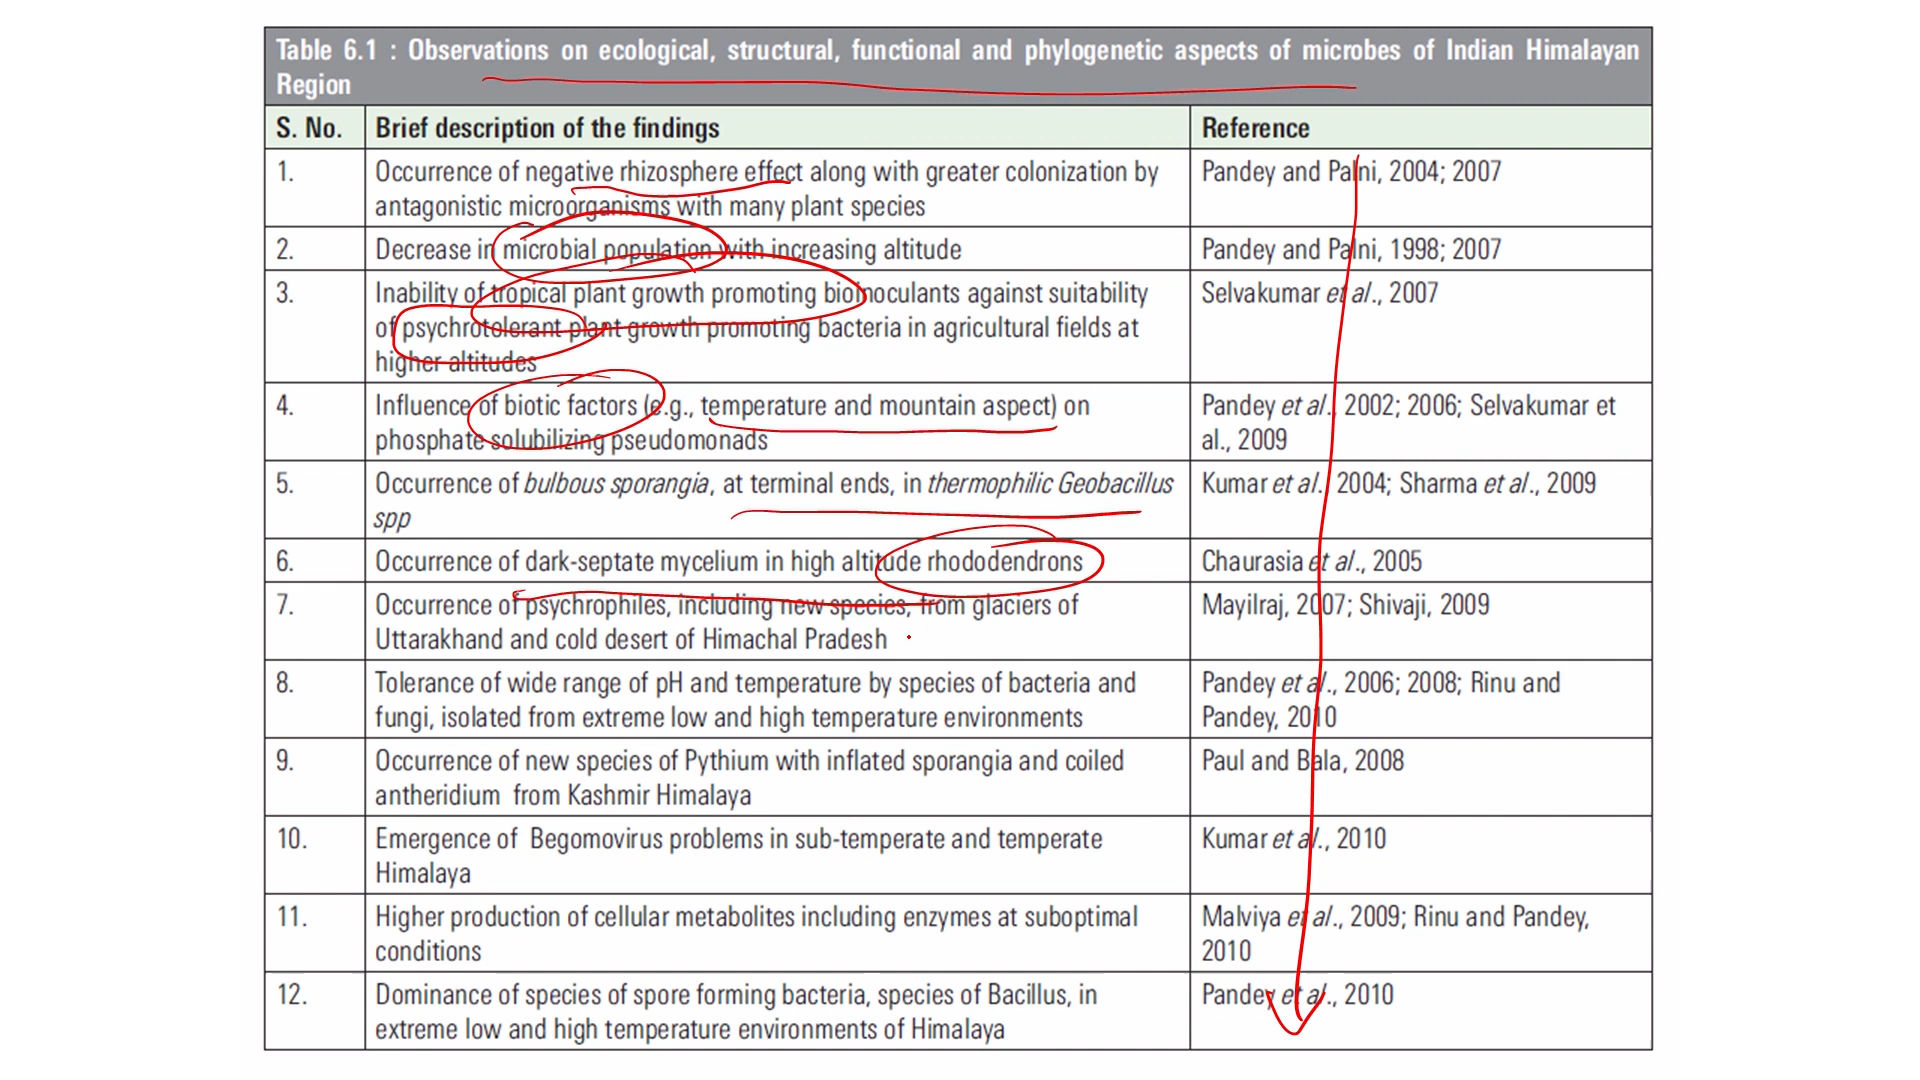 Table 6.1 : Observations on ecological, structural, functional and phylogenetic aspects of microbes of Indian Himalayan
Region
S. No. Brief description of the findings Reference
1. Occurrence of negative rhizosphere effect along with greater colonization by Pandey and Palni, 2004; 2007
antagonistic microorganisms with many plant species
2. Decrease in microbial population with increasing altitude Pandey and Palni, 1998; 2007
3. Inability of tropical plant growth promoting bioinoculants against suitability Selvakumar et al., 2007
of psychrotolerant plant growth promoting bacteria in agricultural fields at
higher altitudes
4. Influence of biotic factors (e.g., temperature and mountain aspect) on Pandey et al., 2002; 2006; Selvakumar et
phosphate solubilizing pseudomonads al., 2009
5. Occurrence of bulbous sporangia, at terminal ends, in thermophilic Geobacillus Kumar et al., 2004; Sharma et al., 2009
spp
6. Occurrence of dark-septate mycelium in high altitude rhododendrons Chaurasia et al., 2005
7. Occurrence of psychrophiles, including new species, from glaciers of Mayilraj, 2007; Shivaji, 2009
Uttarakhand and cold desert of Himachal Pradesh
8. Tolerance of wide range of pH and temperature by species of bacteria and Pandey et al., 2006; 2008; Rinu and
fungi, isolated from extreme low and high temperature environments Pandey, 2010
9. Occurrence of new species of Pythium with inflated sporangia and coiled Paul and Bala, 2008
antheridium from Kashmir Himalaya
10. Emergence of Begomovirus problems in sub-temperate and temperate Kumar et al., 2010
Himalaya
11. Higher production of cellular metabolites including enzymes at suboptimal Malviya et al., 2009; Rinu and Pandey,
conditions 2010
12. Dominance of species of spore forming bacteria, species of Bacillus, in Pandey et al., 2010
extreme low and high temperature environments of Himalaya